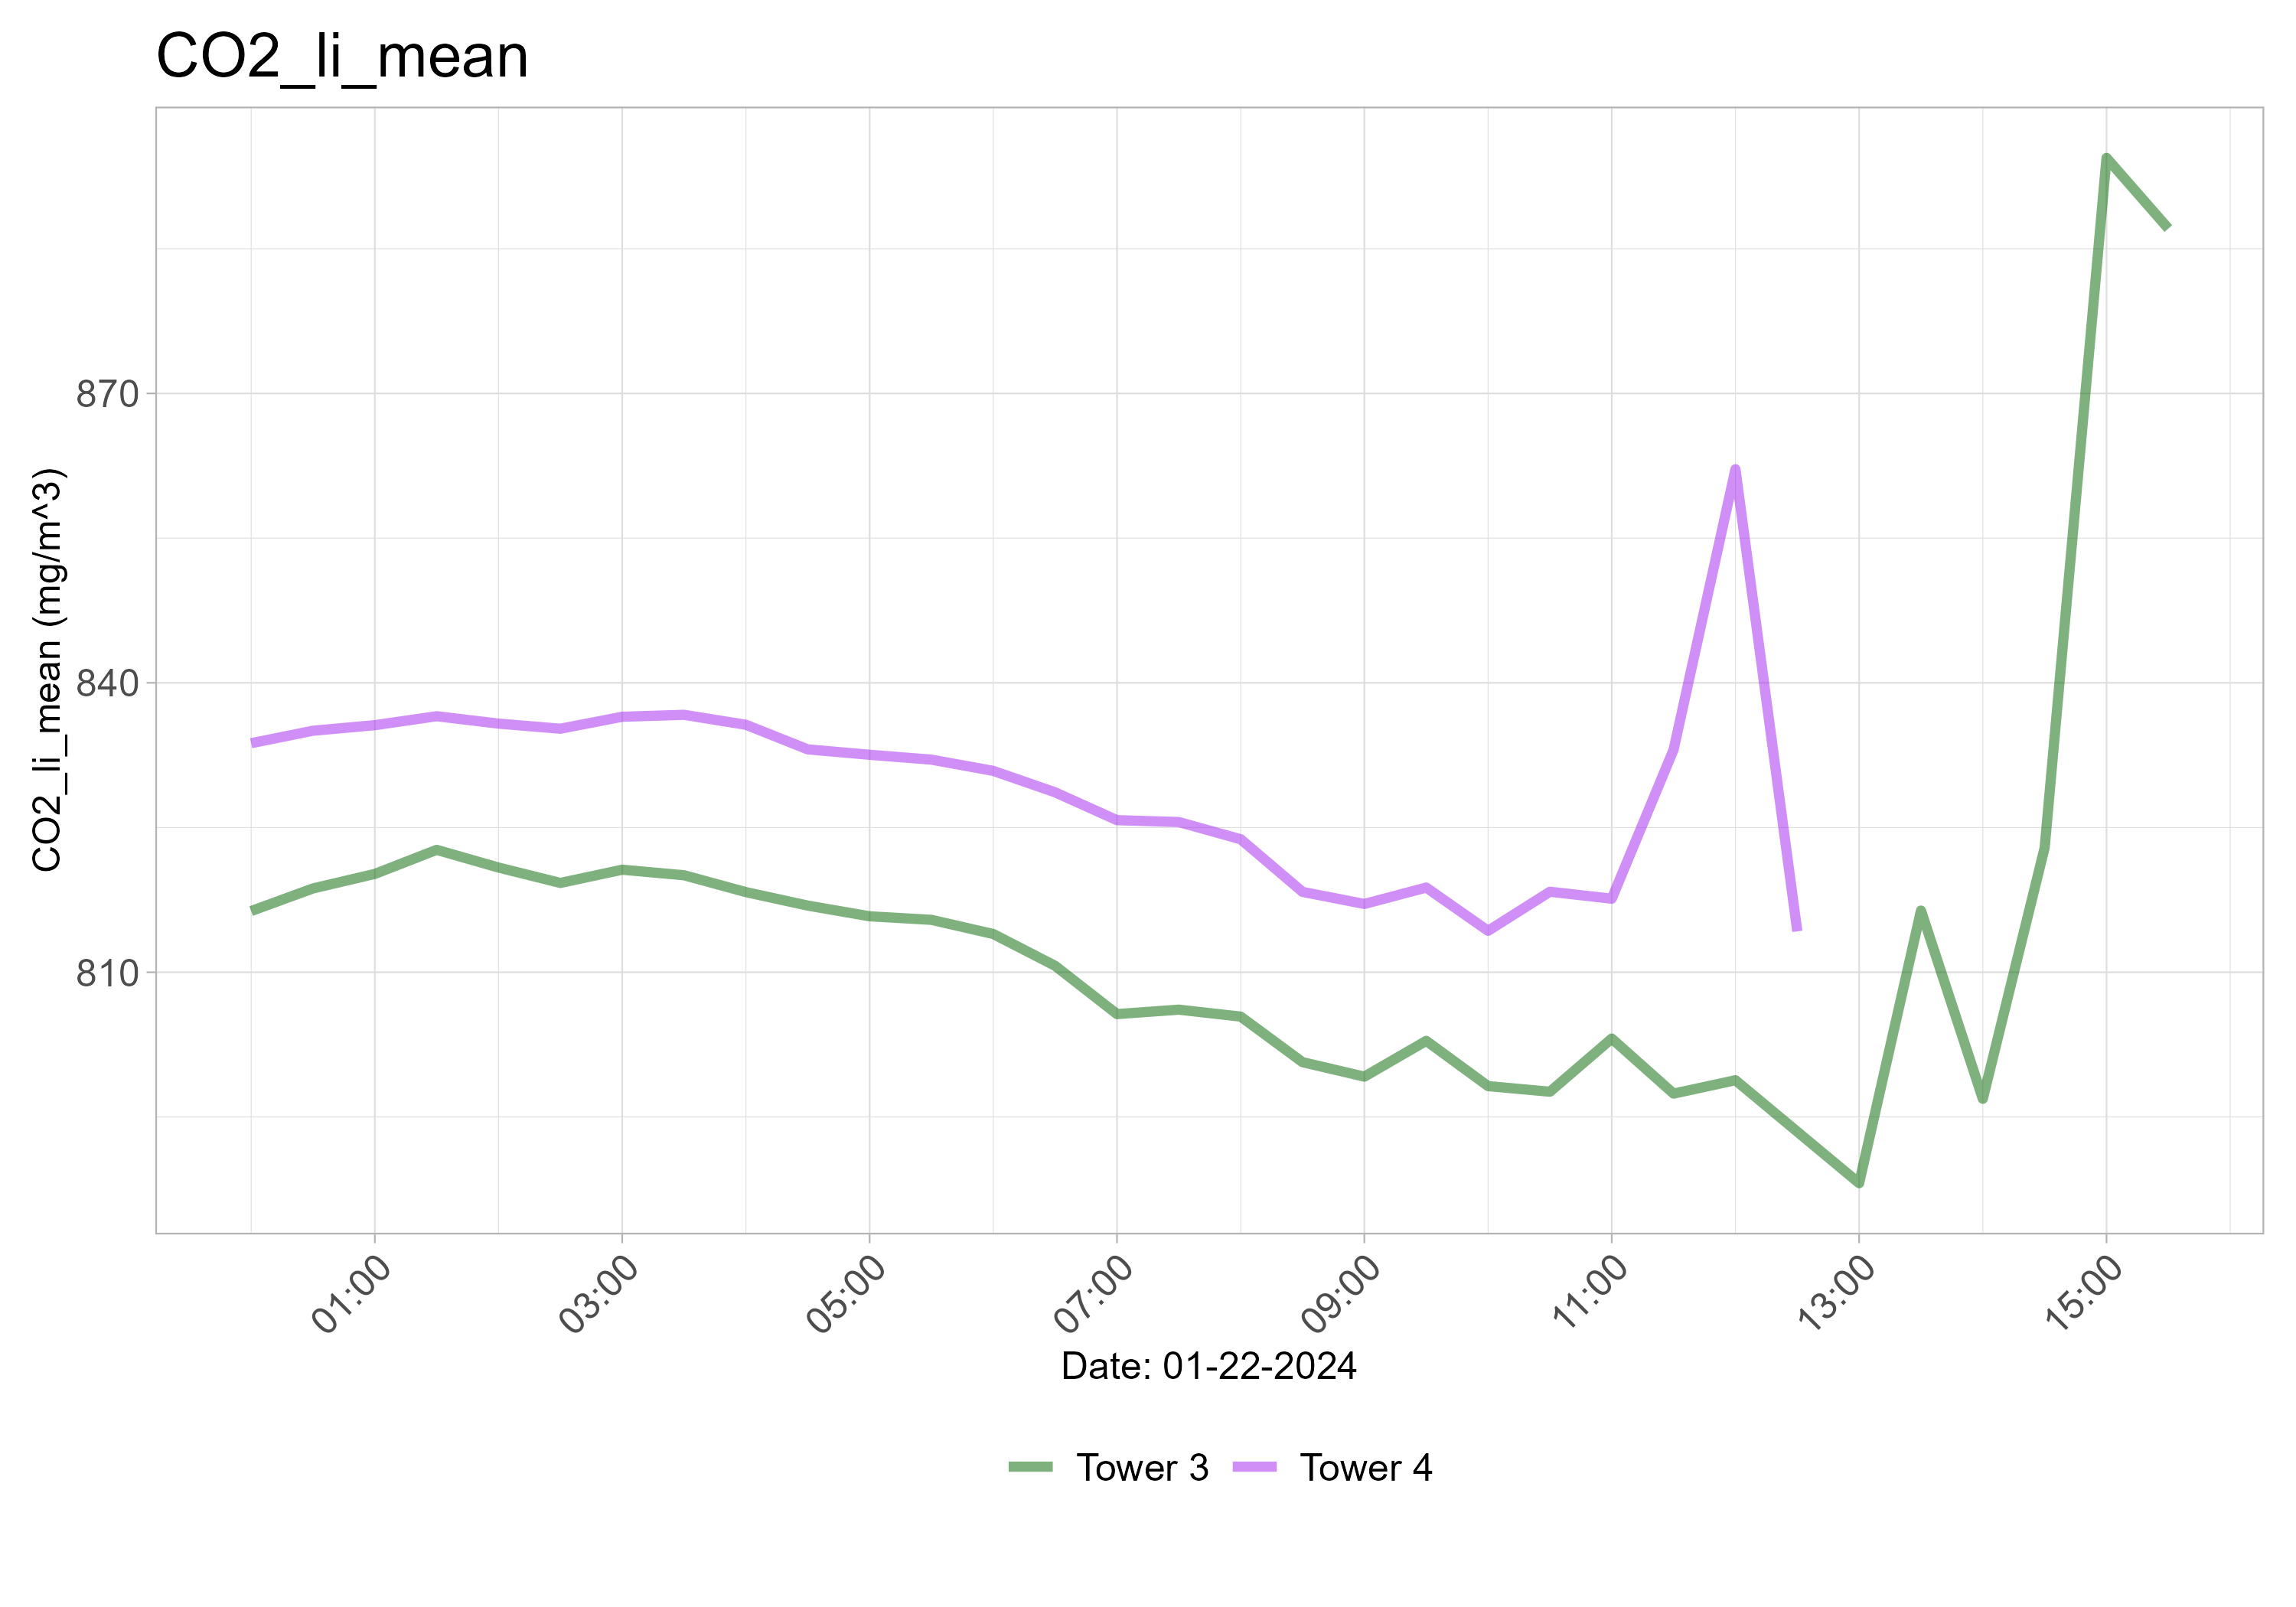 CO2_li_mean
CO2_li_mean (mg/m^3)
870
840
810
01:00
03:00
05:00
07:00
09:00
11:00
13:00
15:00
Date: 01-22-2024
Tower 3
Tower 4